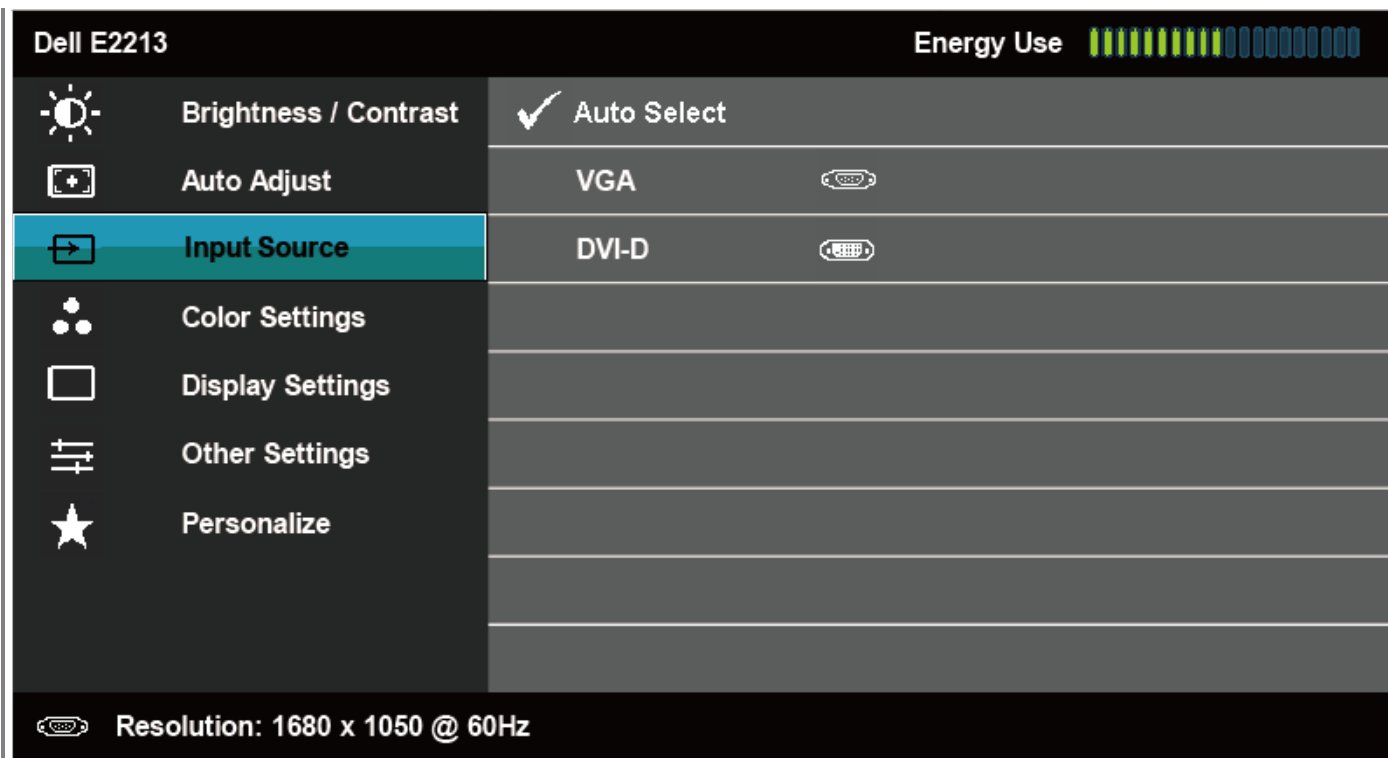 Dell E2213 Energy Use
Brightness / Contrast Auto Select
Auto Adjust VGA
Input Source DVI-D
Color Settings
Display Settings
Other Settings
Personalize
Resolution: 1680 x 1050 @ 60Hz